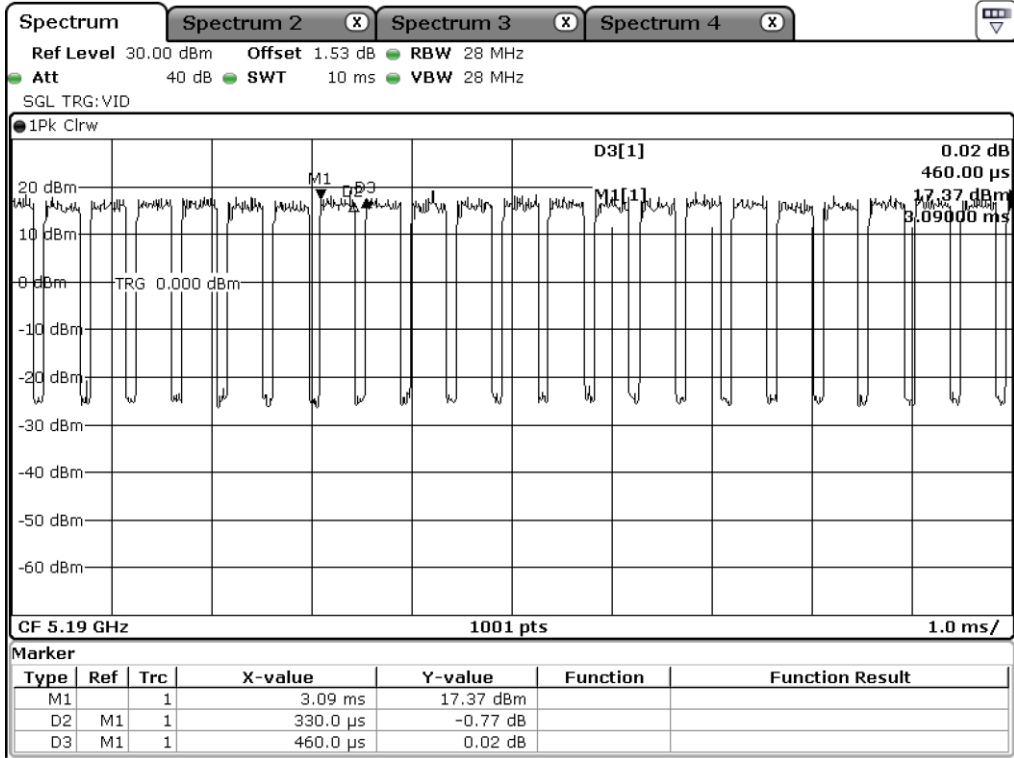 Spectrum Spectrum 2 X Spectrum 3 X Spectrum 4 X
Ref Level 30.00 dBm Offset 1.53 dB RBW 28 MHz
Att 40 dB SWT 10 ms VBW 28 MHz
SGL TRG:VID
1Pk Clrw
D3[1] 0.02 dB
460.00 µs
M1[1] 17.37 dBm
3.09000 ms
M1
D2 D3
20 dBm
10 dBm
0 dBm
TRG 0.000 dBm
-10 dBm
-20 dBm
-30 dBm
-40 dBm
-50 dBm
-60 dBm
CF 5.19 GHz 1001 pts 1.0 ms/
Marker
Type Ref Trc X-value Y-value Function Function Result
M1 1 3.09 ms 17.37 dBm
D2 M1 1 330.0 µs -0.77 dB
D3 M1 1 460.0 µs 0.02 dB